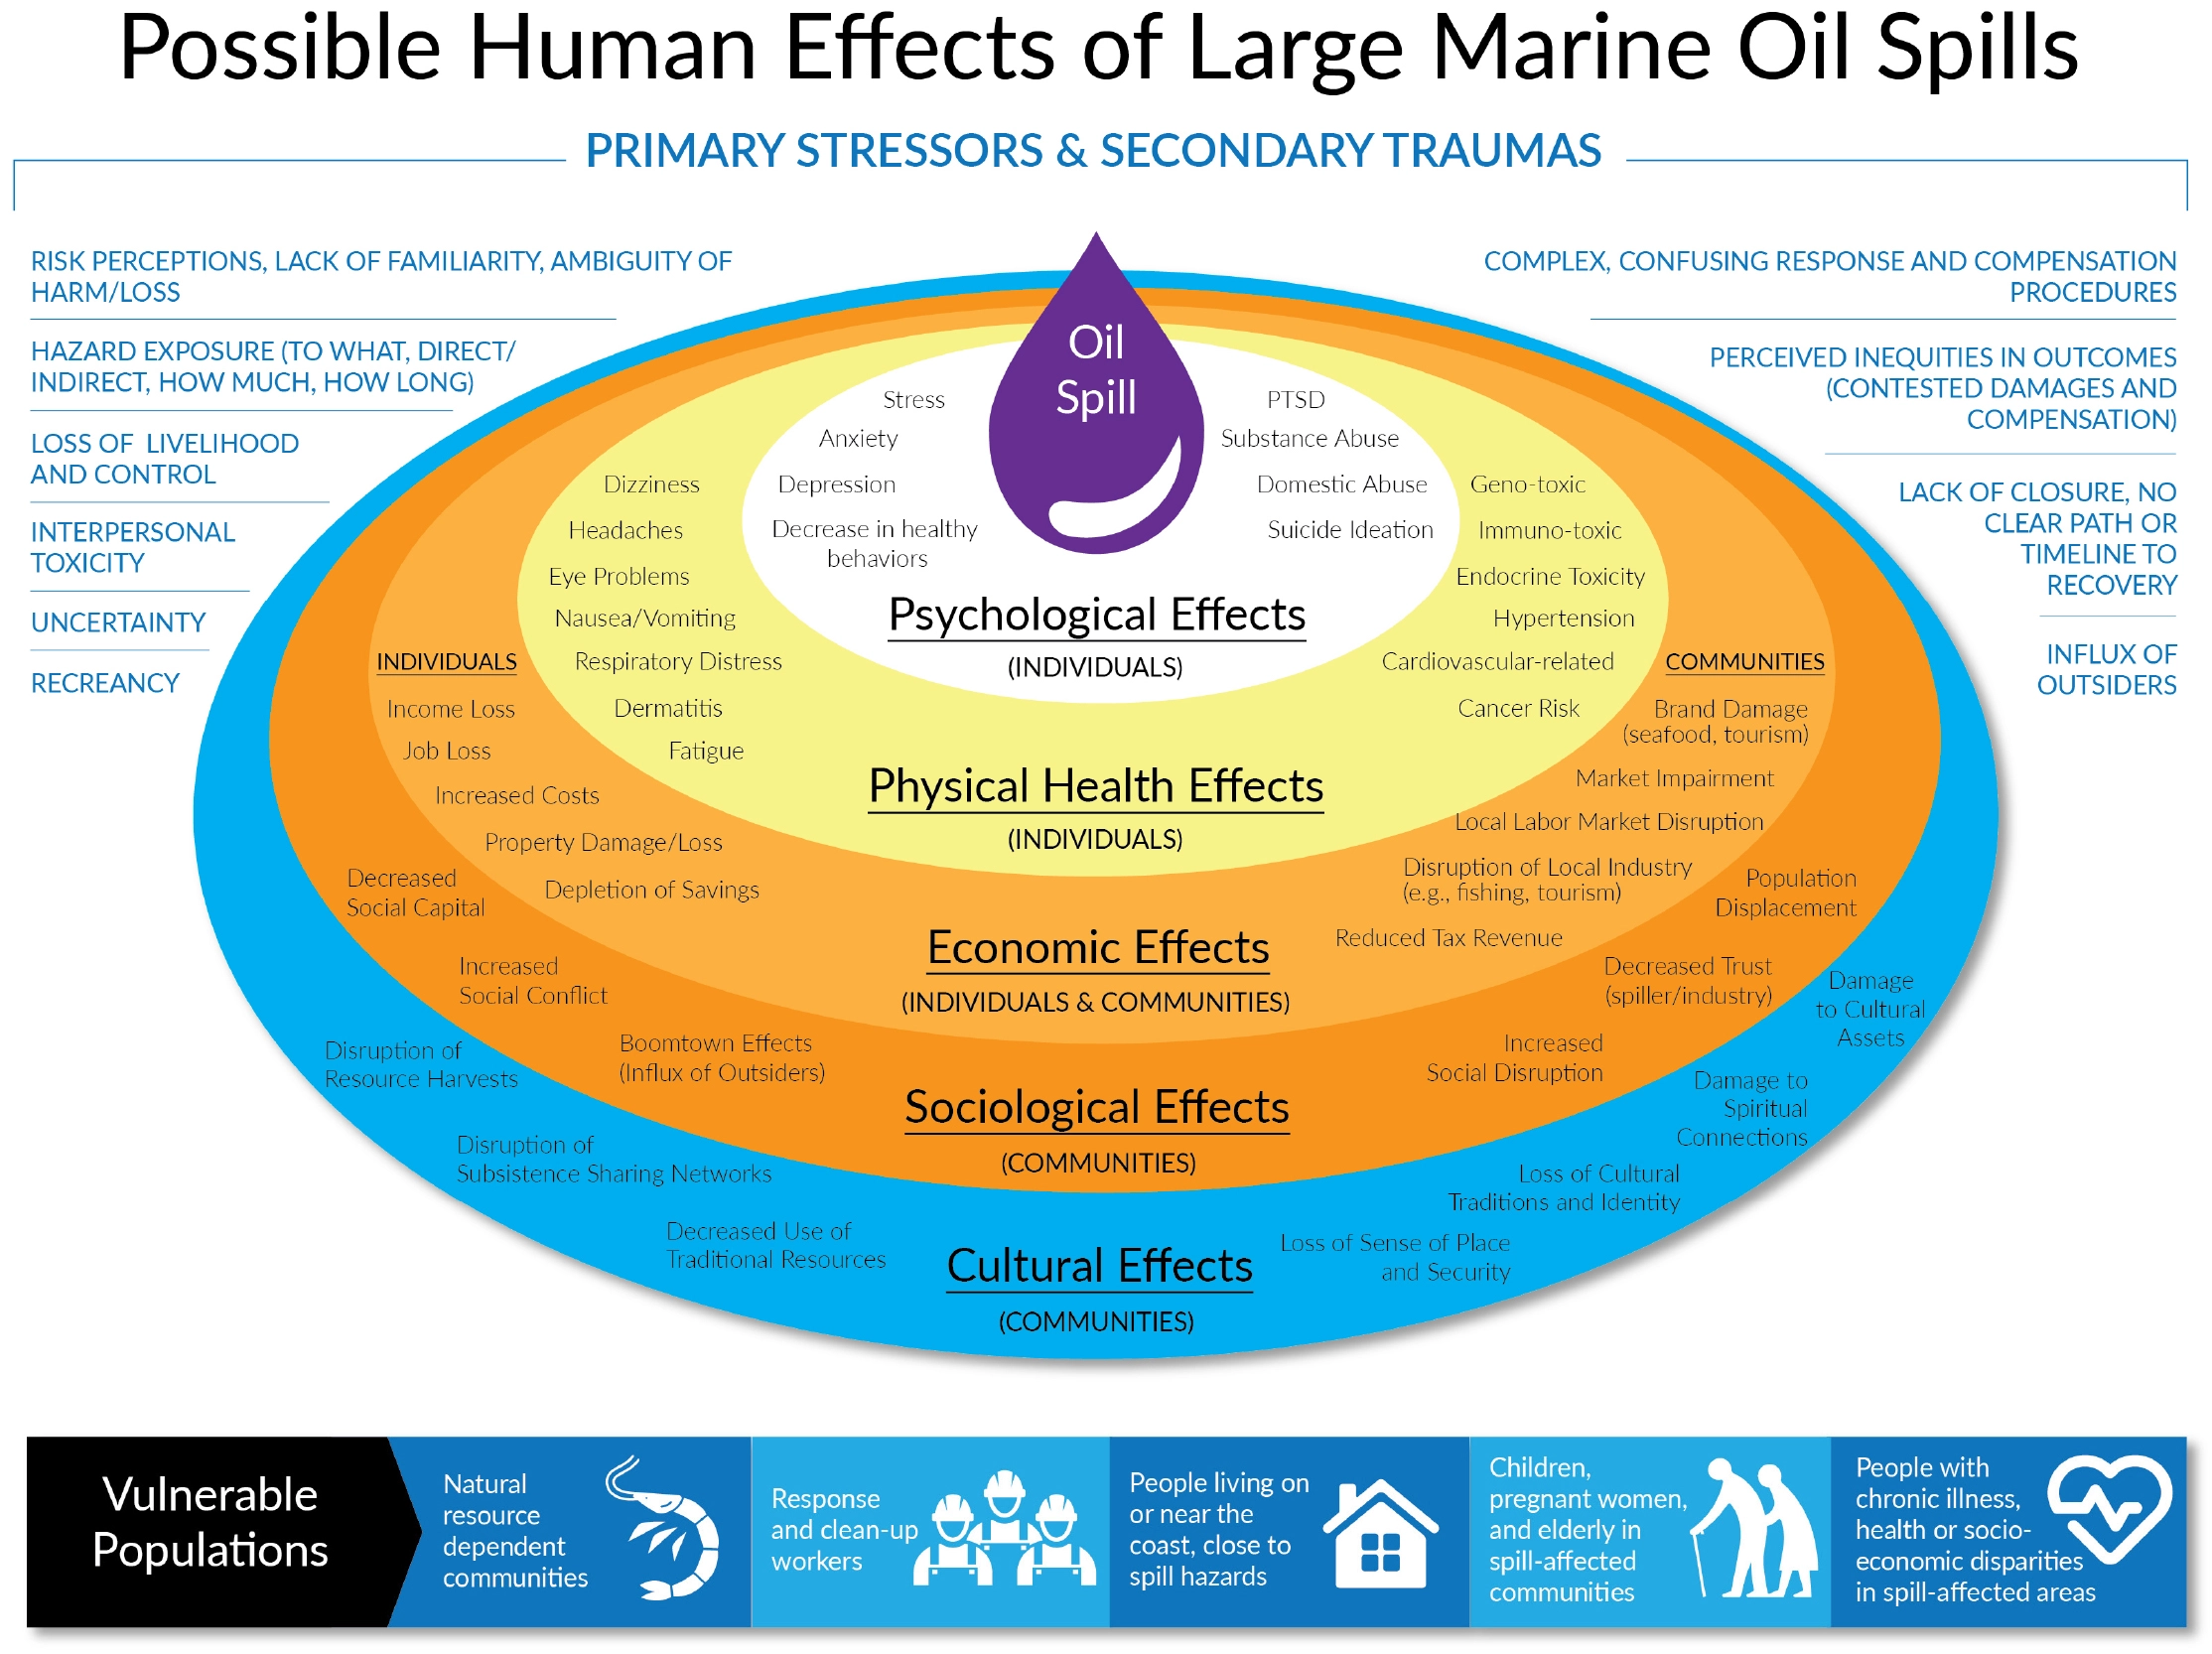 Possible Human Effects of Large Marine Oil Spills
PRIMARY STRESSORS & SECONDARY TRAUMAS
RISK PERCEPTIONS, LACK OF FAMILIARITY, AMBIGUITY OF
HARM/LOSS
HAZARD EXPOSURE (TO WHAT, DIRECT/
INDIRECT, HOW MUCH, HOW LONG)
LOSS OF LIVELIHOOD
AND CONTROL
INTERPERSONAL
TOXICITY
UNCERTAINTY
RECREANCY
COMPLEX, CONFUSING RESPONSE AND COMPENSATION
PROCEDURES
PERCEIVED INEQUITIES IN OUTCOMES
(CONTESTED DAMAGES AND
COMPENSATION)
LACK OF CLOSURE, NO
CLEAR PATH OR
TIMELINE TO
RECOVERY
INFLUX OF
OUTSIDERS
Oil
Spill
Stress
Anxiety
Depression
Decrease in healthy
behaviors
PTSD
Substance Abuse
Domestic Abuse
Suicide Ideation
Psychological Effects
(INDIVIDUALS)
Dizziness
Headaches
Eye Problems
Nausea/Vomiting
Respiratory Distress
Dermatitis
Fatigue
Geno-toxic
Immuno-toxic
Endocrine Toxicity
Hypertension
Cardiovascular-related
Cancer Risk
Physical Health Effects
(INDIVIDUALS)
INDIVIDUALS
Income Loss
Job Loss
Increased Costs
Property Damage/Loss
Depletion of Savings
COMMUNITIES
Brand Damage
(seafood, tourism)
Market Impairment
Local Labor Market Disruption
Disruption of Local Industry
(e.g., fishing, tourism)
Reduced Tax Revenue
Economic Effects
(INDIVIDUALS & COMMUNITIES)
Decreased
Social Capital
Increased
Social Conflict
Boomtown Effects
(Influx of Outsiders)
Population
Displacement
Decreased Trust
(spiller/industry)
Increased
Social Disruption
Sociological Effects
(COMMUNITIES)
Disruption of
Resource Harvests
Disruption of
Subsistence Sharing Networks
Decreased Use of
Traditional Resources
Damage
to Cultural
Assets
Damage to
Spiritual
Connections
Loss of Cultural
Traditions and Identity
Loss of Sense of Place
and Security
Cultural Effects
(COMMUNITIES)
Vulnerable
Populations
Natural
resource
dependent
communities
Response
and clean-up
workers
People living on
or near the
coast, close to
spill hazards
Children,
pregnant women,
and elderly in
spill-affected
communities
People with
chronic illness,
health or socio-
economic disparities
in spill-affected areas